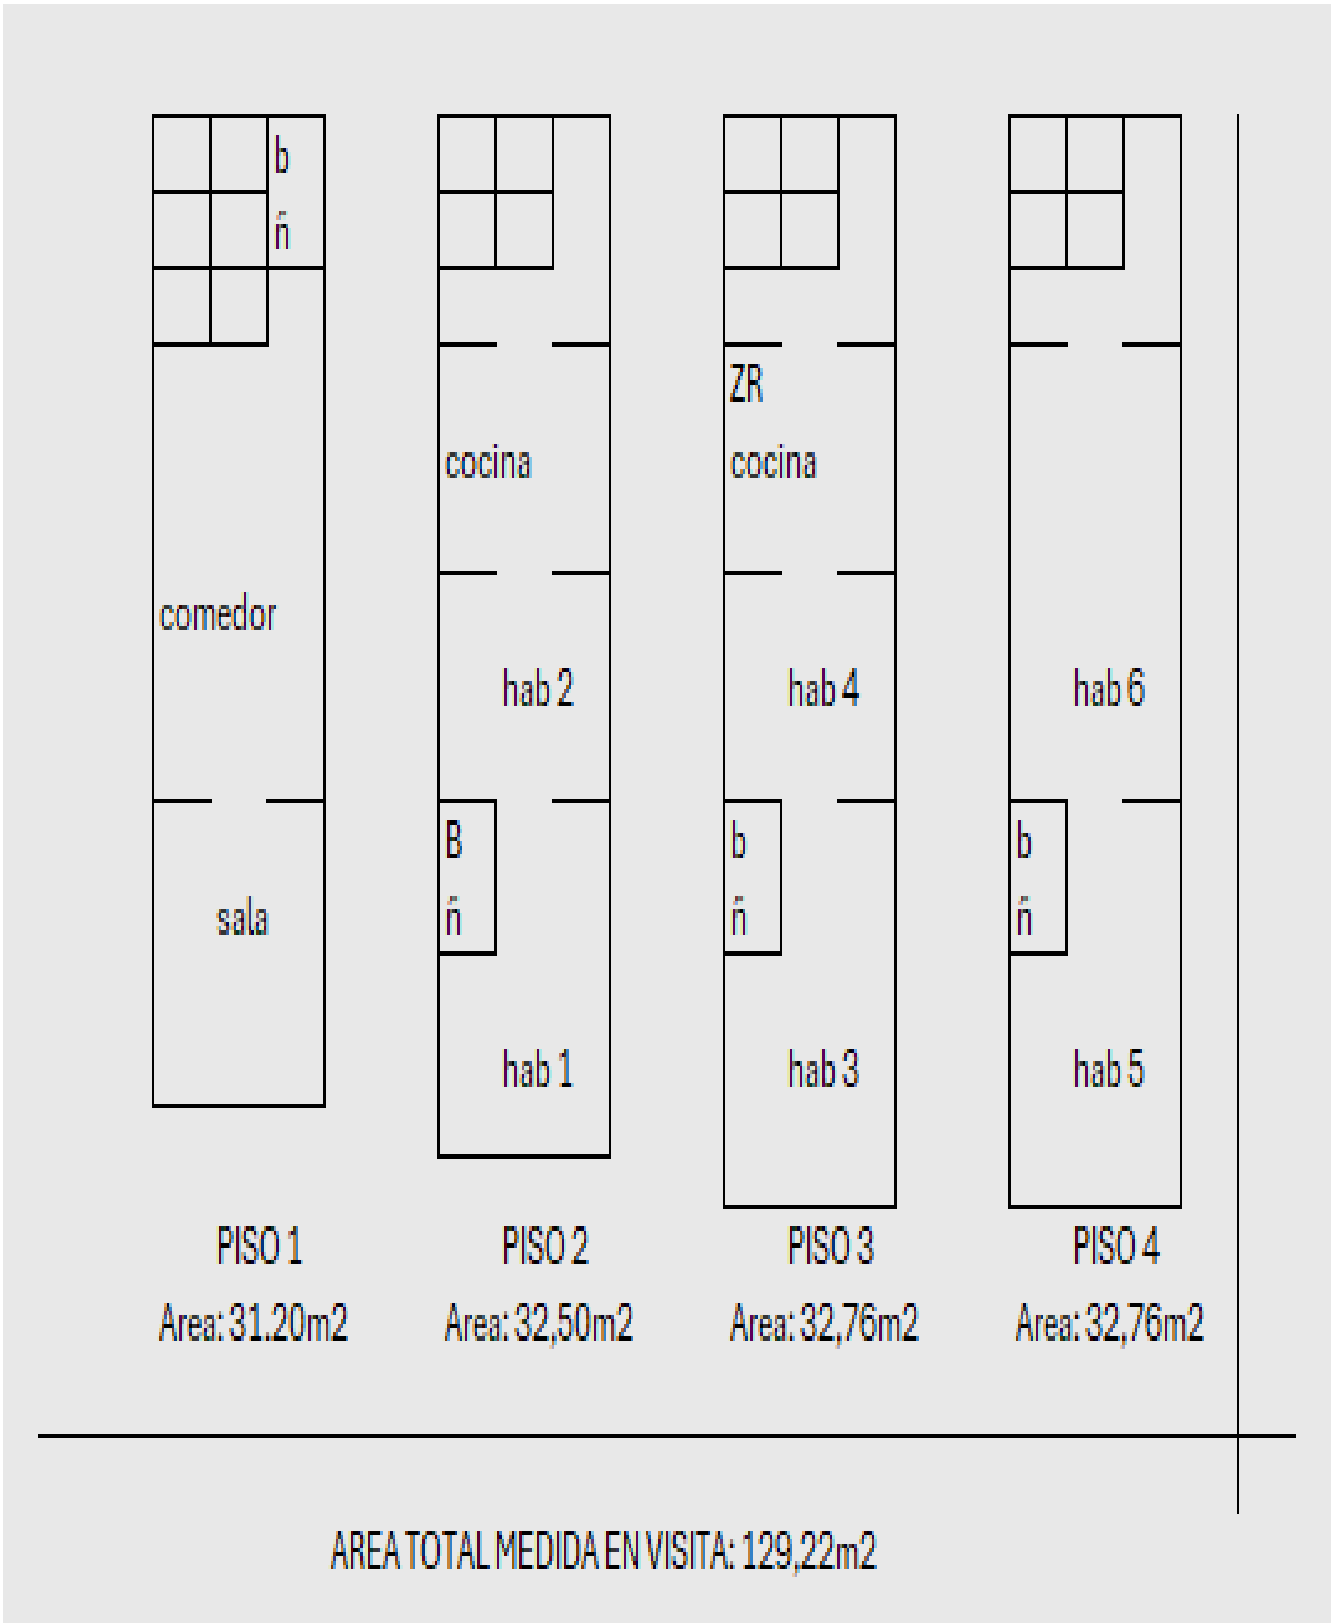 b
ñ
comedor
sala
PISO 1
Area: 31.20m2
cocina
hab 2
B
ñ
hab 1
PISO 2
Area: 32,50m2
ZR
cocina
hab 4
b
ñ
hab 3
PISO 3
Area: 32,76m2
hab 6
b
ñ
hab 5
PISO 4
Area: 32,76m2
AREA TOTAL MEDIDA EN VISITA: 129,22m2